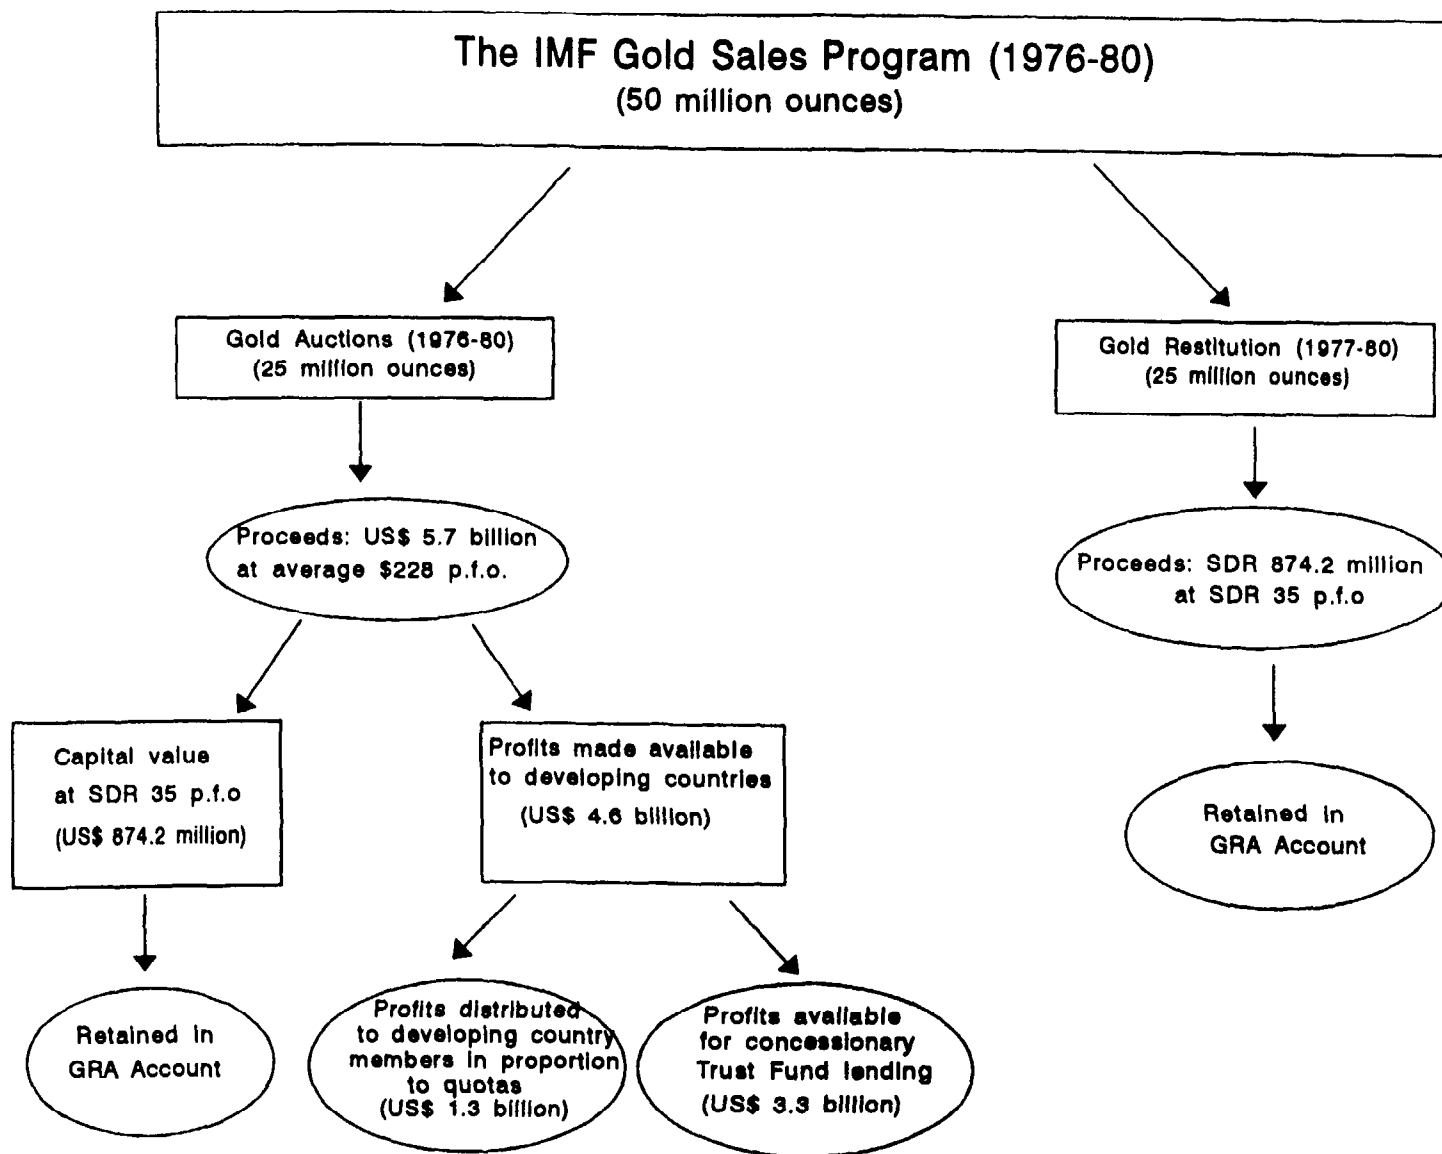 The IMF Gold Sales Program (1976-80)
(50 million ounces)
Gold Auctions (1976-80)
(25 million ounces)
Gold Restitution (1977-80)
(25 million ounces)
Proceeds: US$ 5.7 billion
at average $228 p.f.o.
Proceeds: SDR 874.2 million
at SDR 35 p.f.o
Capital value
at SDR 35 p.f.o
(US$ 874.2 million)
Profits made available
to developing countries
(US$ 4.6 billion)
Retained in
GRA Account
Retained in
GRA Account
Profits distributed
to developing country
members in proportion
to quotas
(US$ 1.3 billion)
Profits available
for concessionary
Trust Fund lending
(US$ 3.3 billion)